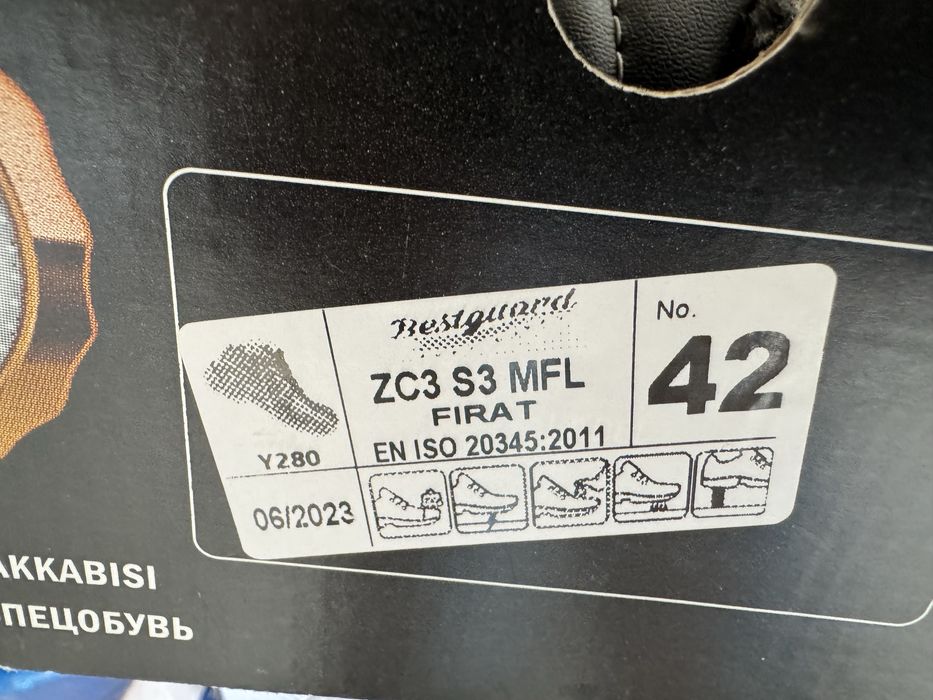 Bestguard
ZC3 S3 MFL
FIRAT
EN ISO 20345:2011
No.
42
Y280
06/2023
AKKABISI
ПЕЦОБУВЬ